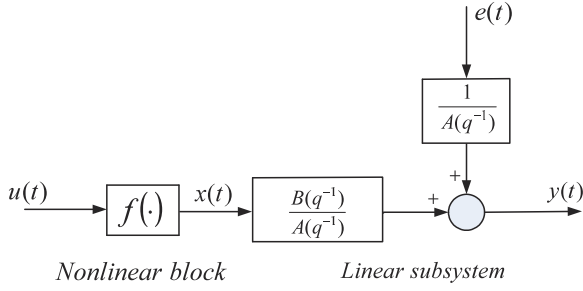 e(t)
1
A(q⁻¹)
+
u(t)
f(.)
x(t)
B(q⁻¹)
A(q⁻¹)
+
y(t)
Nonlinear block
Linear subsystem